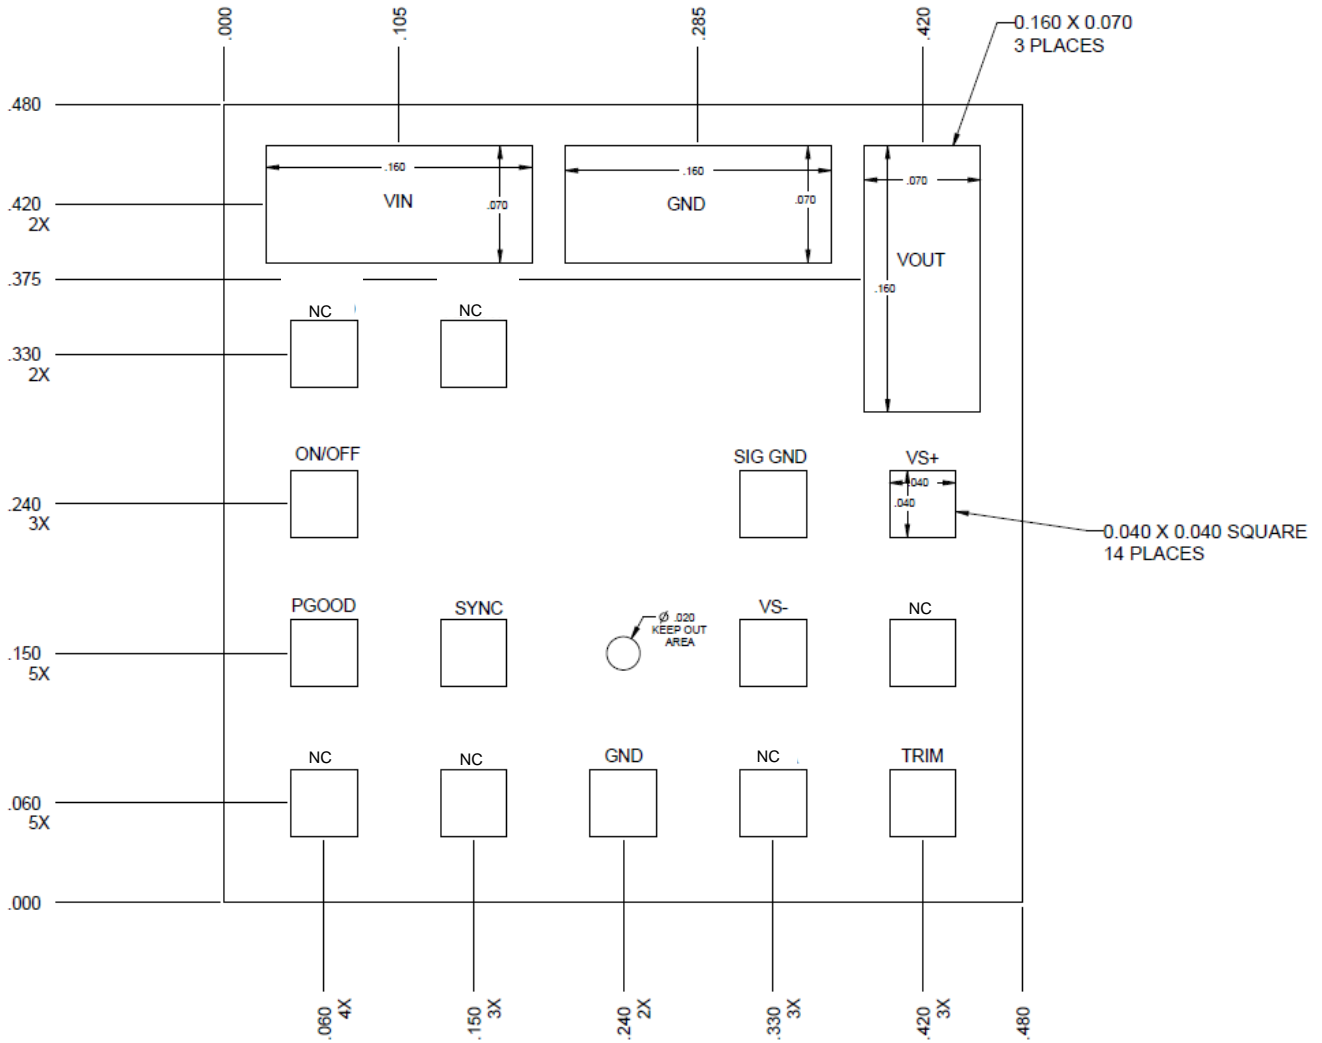 .000
.105
.285
.420
0.160 X 0.070
3 PLACES
.480
.160
.160
.070
VIN
.070
GND
.070
.420
2X
VOUT
.375
.160
NC
NC
.330
2X
ON/OFF
SIG GND
VS+
.040
.040
.240
3X
0.040 X 0.040 SQUARE
14 PLACES
PGOOD
SYNC
Ø .020
KEEP OUT
AREA
VS-
NC
.150
5X
NC
NC
GND
NC
TRIM
.060
5X
.000
.060 4X
.150 3X
.240 2X
.330 3X
.420 3X
.480